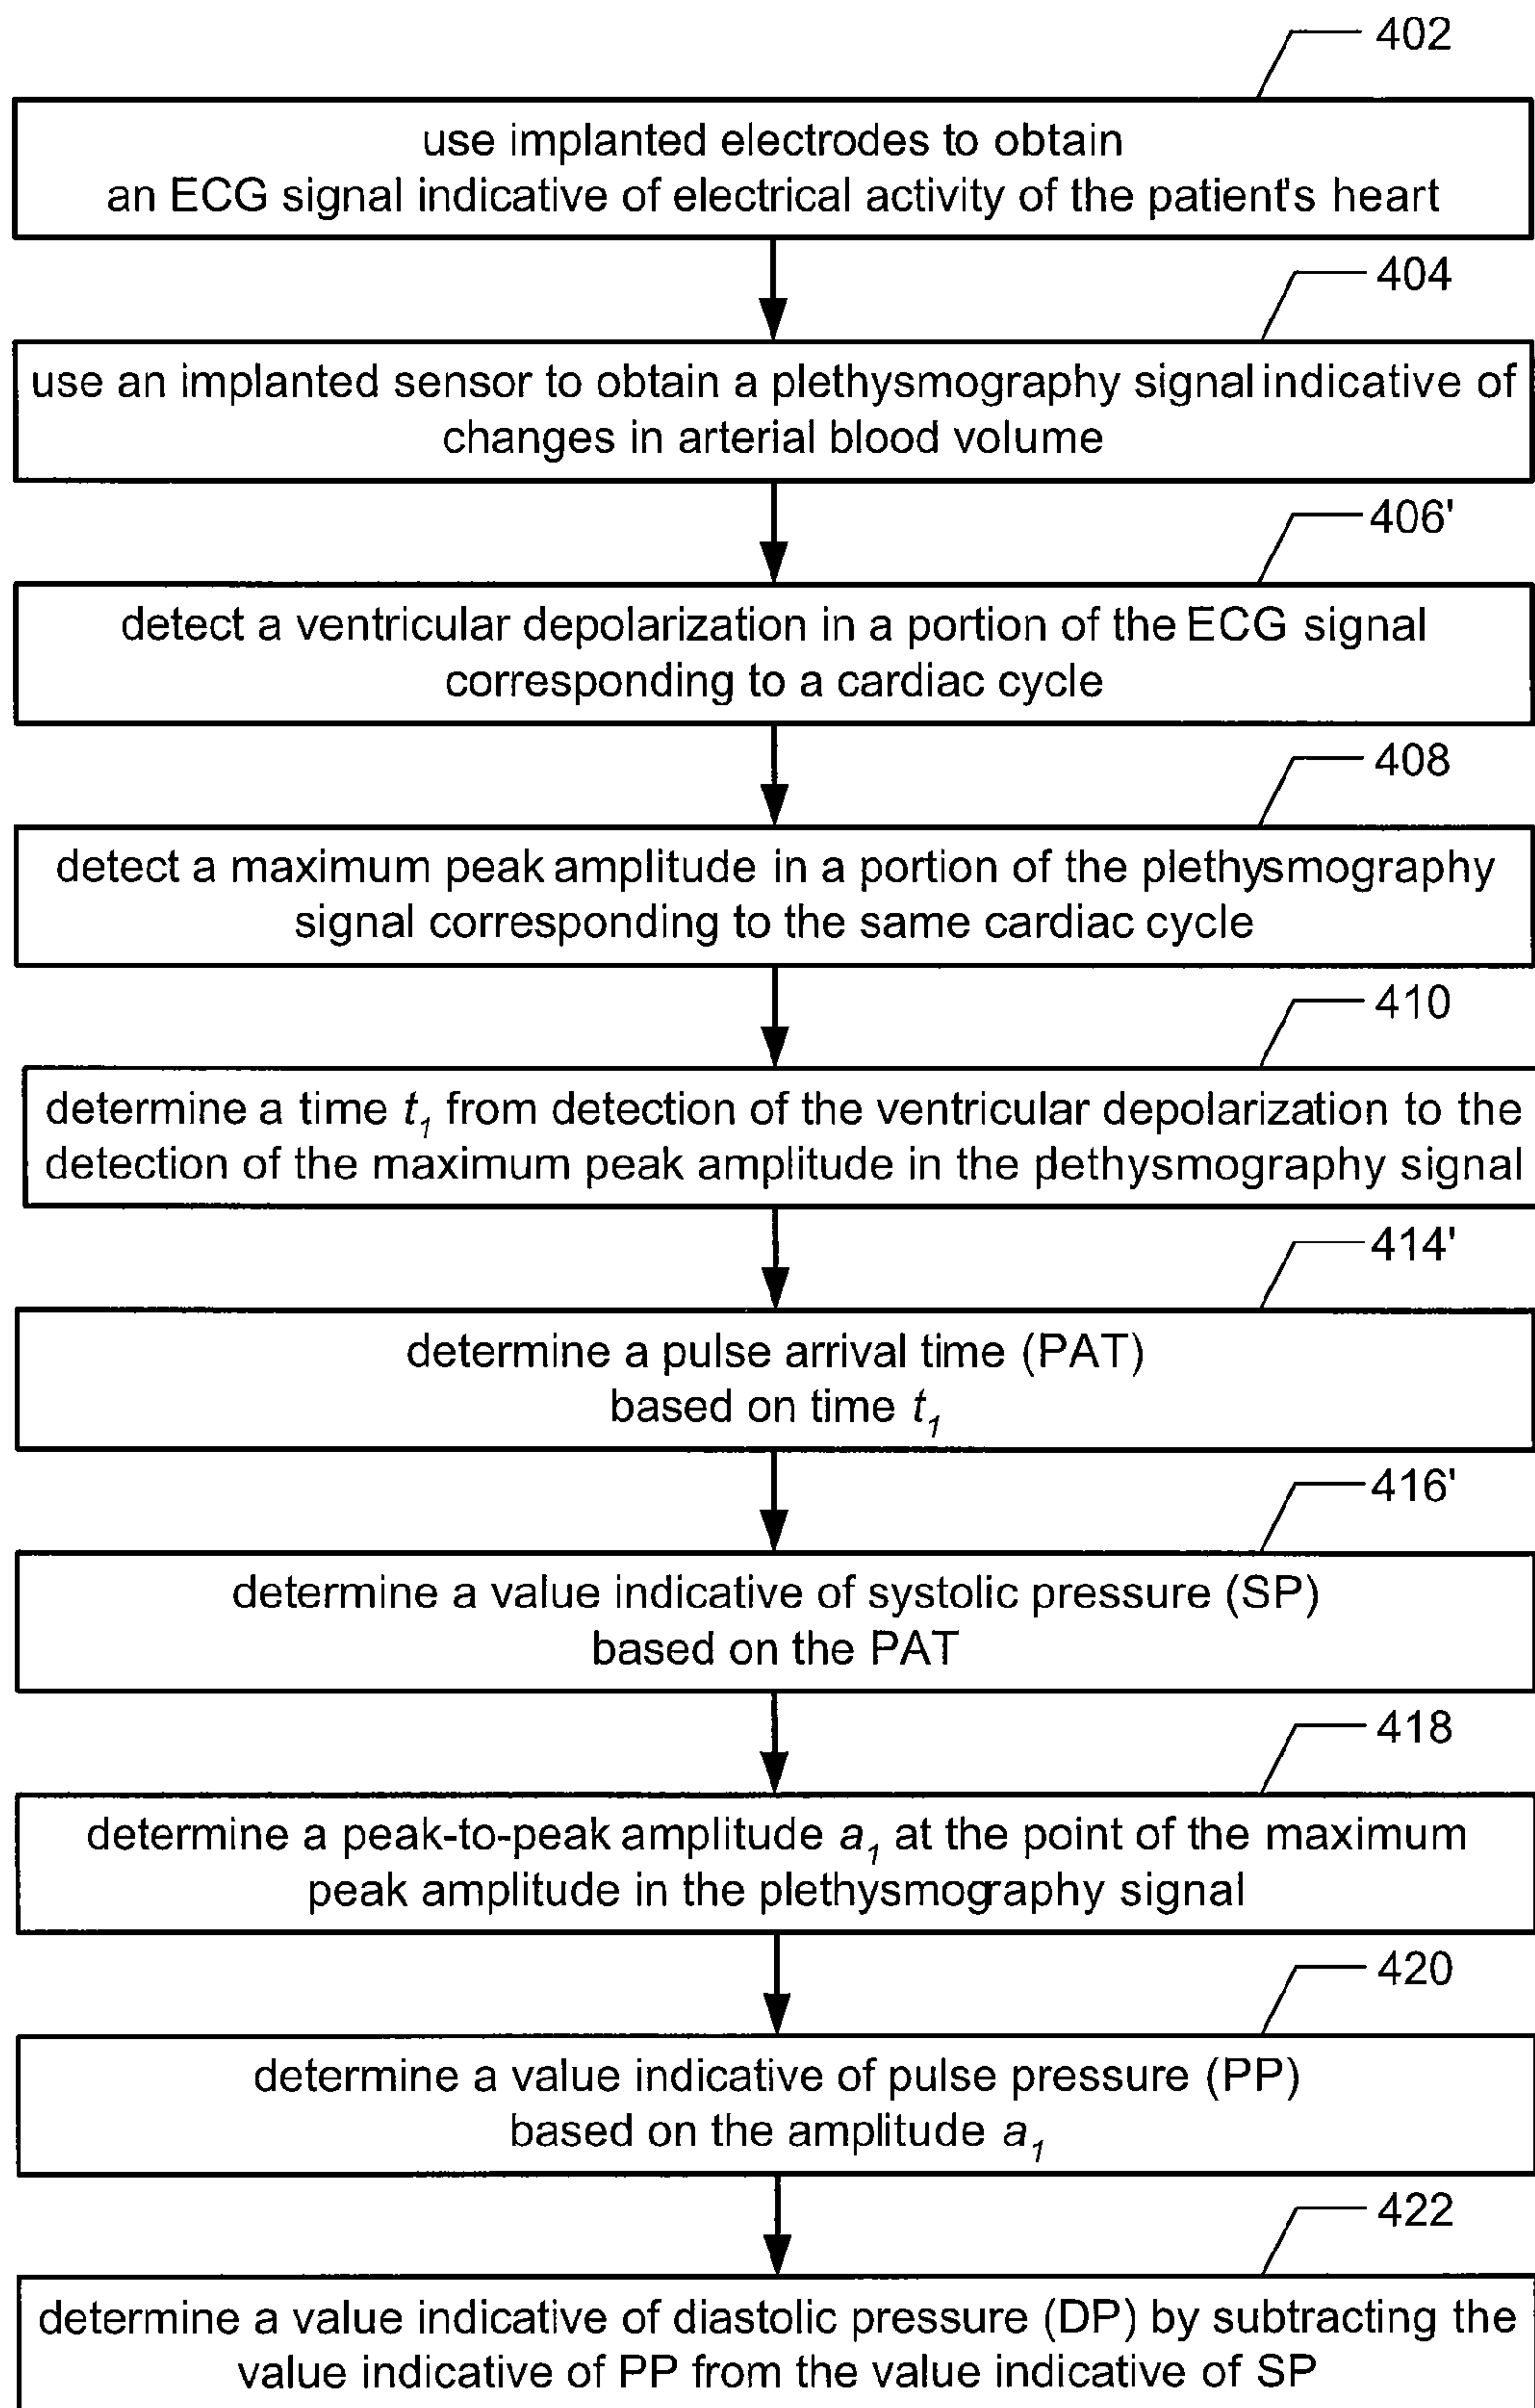 402
use implanted electrodes to obtain
an ECG signal indicative of electrical activity of the patient's heart
404
use an implanted sensor to obtain a plethysmography signal indicative of
changes in arterial blood volume
406'
detect a ventricular depolarization in a portion of the ECG signal
corresponding to a cardiac cycle
408
detect a maximum peak amplitude in a portion of the plethysmography
signal corresponding to the same cardiac cycle
410
determine a time t1 from detection of the ventricular depolarization to the
detection of the maximum peak amplitude in the plethysmography signal
414'
determine a pulse arrival time (PAT)
based on time t1
416'
determine a value indicative of systolic pressure (SP)
based on the PAT
418
determine a peak-to-peak amplitude a1 at the point of the maximum
peak amplitude in the plethysmography signal
420
determine a value indicative of pulse pressure (PP)
based on the amplitude a1
422
determine a value indicative of diastolic pressure (DP) by subtracting the
value indicative of PP from the value indicative of SP